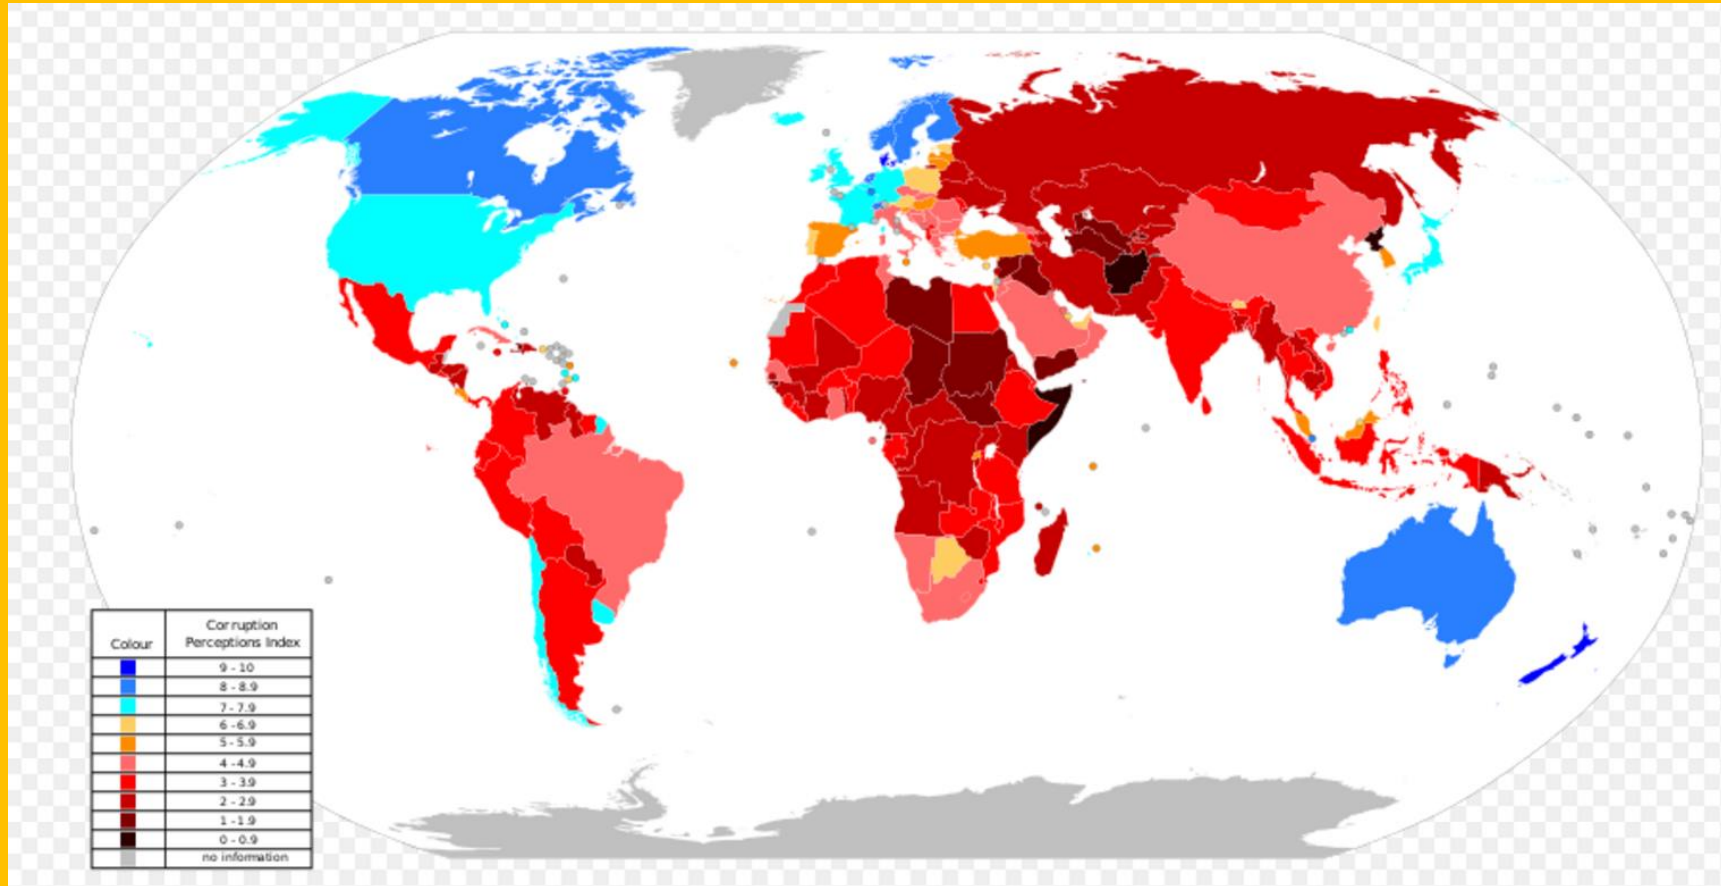 Colour
Corruption
Perceptions Index
9 - 10
8 - 8.9
7 - 7.9
6 - 6.9
5 - 5.9
4 - 4.9
3 - 3.9
2 - 2.9
1 - 1.9
0 - 0.9
no information